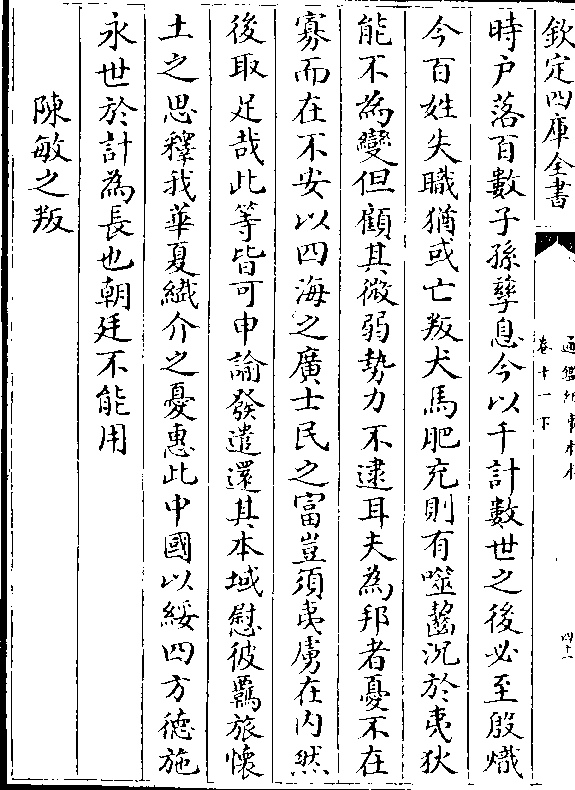 欽定四庫全書
通鑑紀事本末
卷十一下
四十一
時户落百數子孫孳息今以千計數世之後必至殷熾
今百姓失職猶或亡叛犬馬肥充則有噬齧况於夷狄
能不為變但顧其微弱勢力不逮耳夫為邦者憂不在
寡而在不安以四海之廣士民之富豈須夷虜在内然
後取足哉此等皆可申諭發遣還其本域慰彼羈旅懷
土之思釋我華夏纎介之憂惠此中國以綏四方德施
永世於計為長也朝廷不能用
陳敏之叛